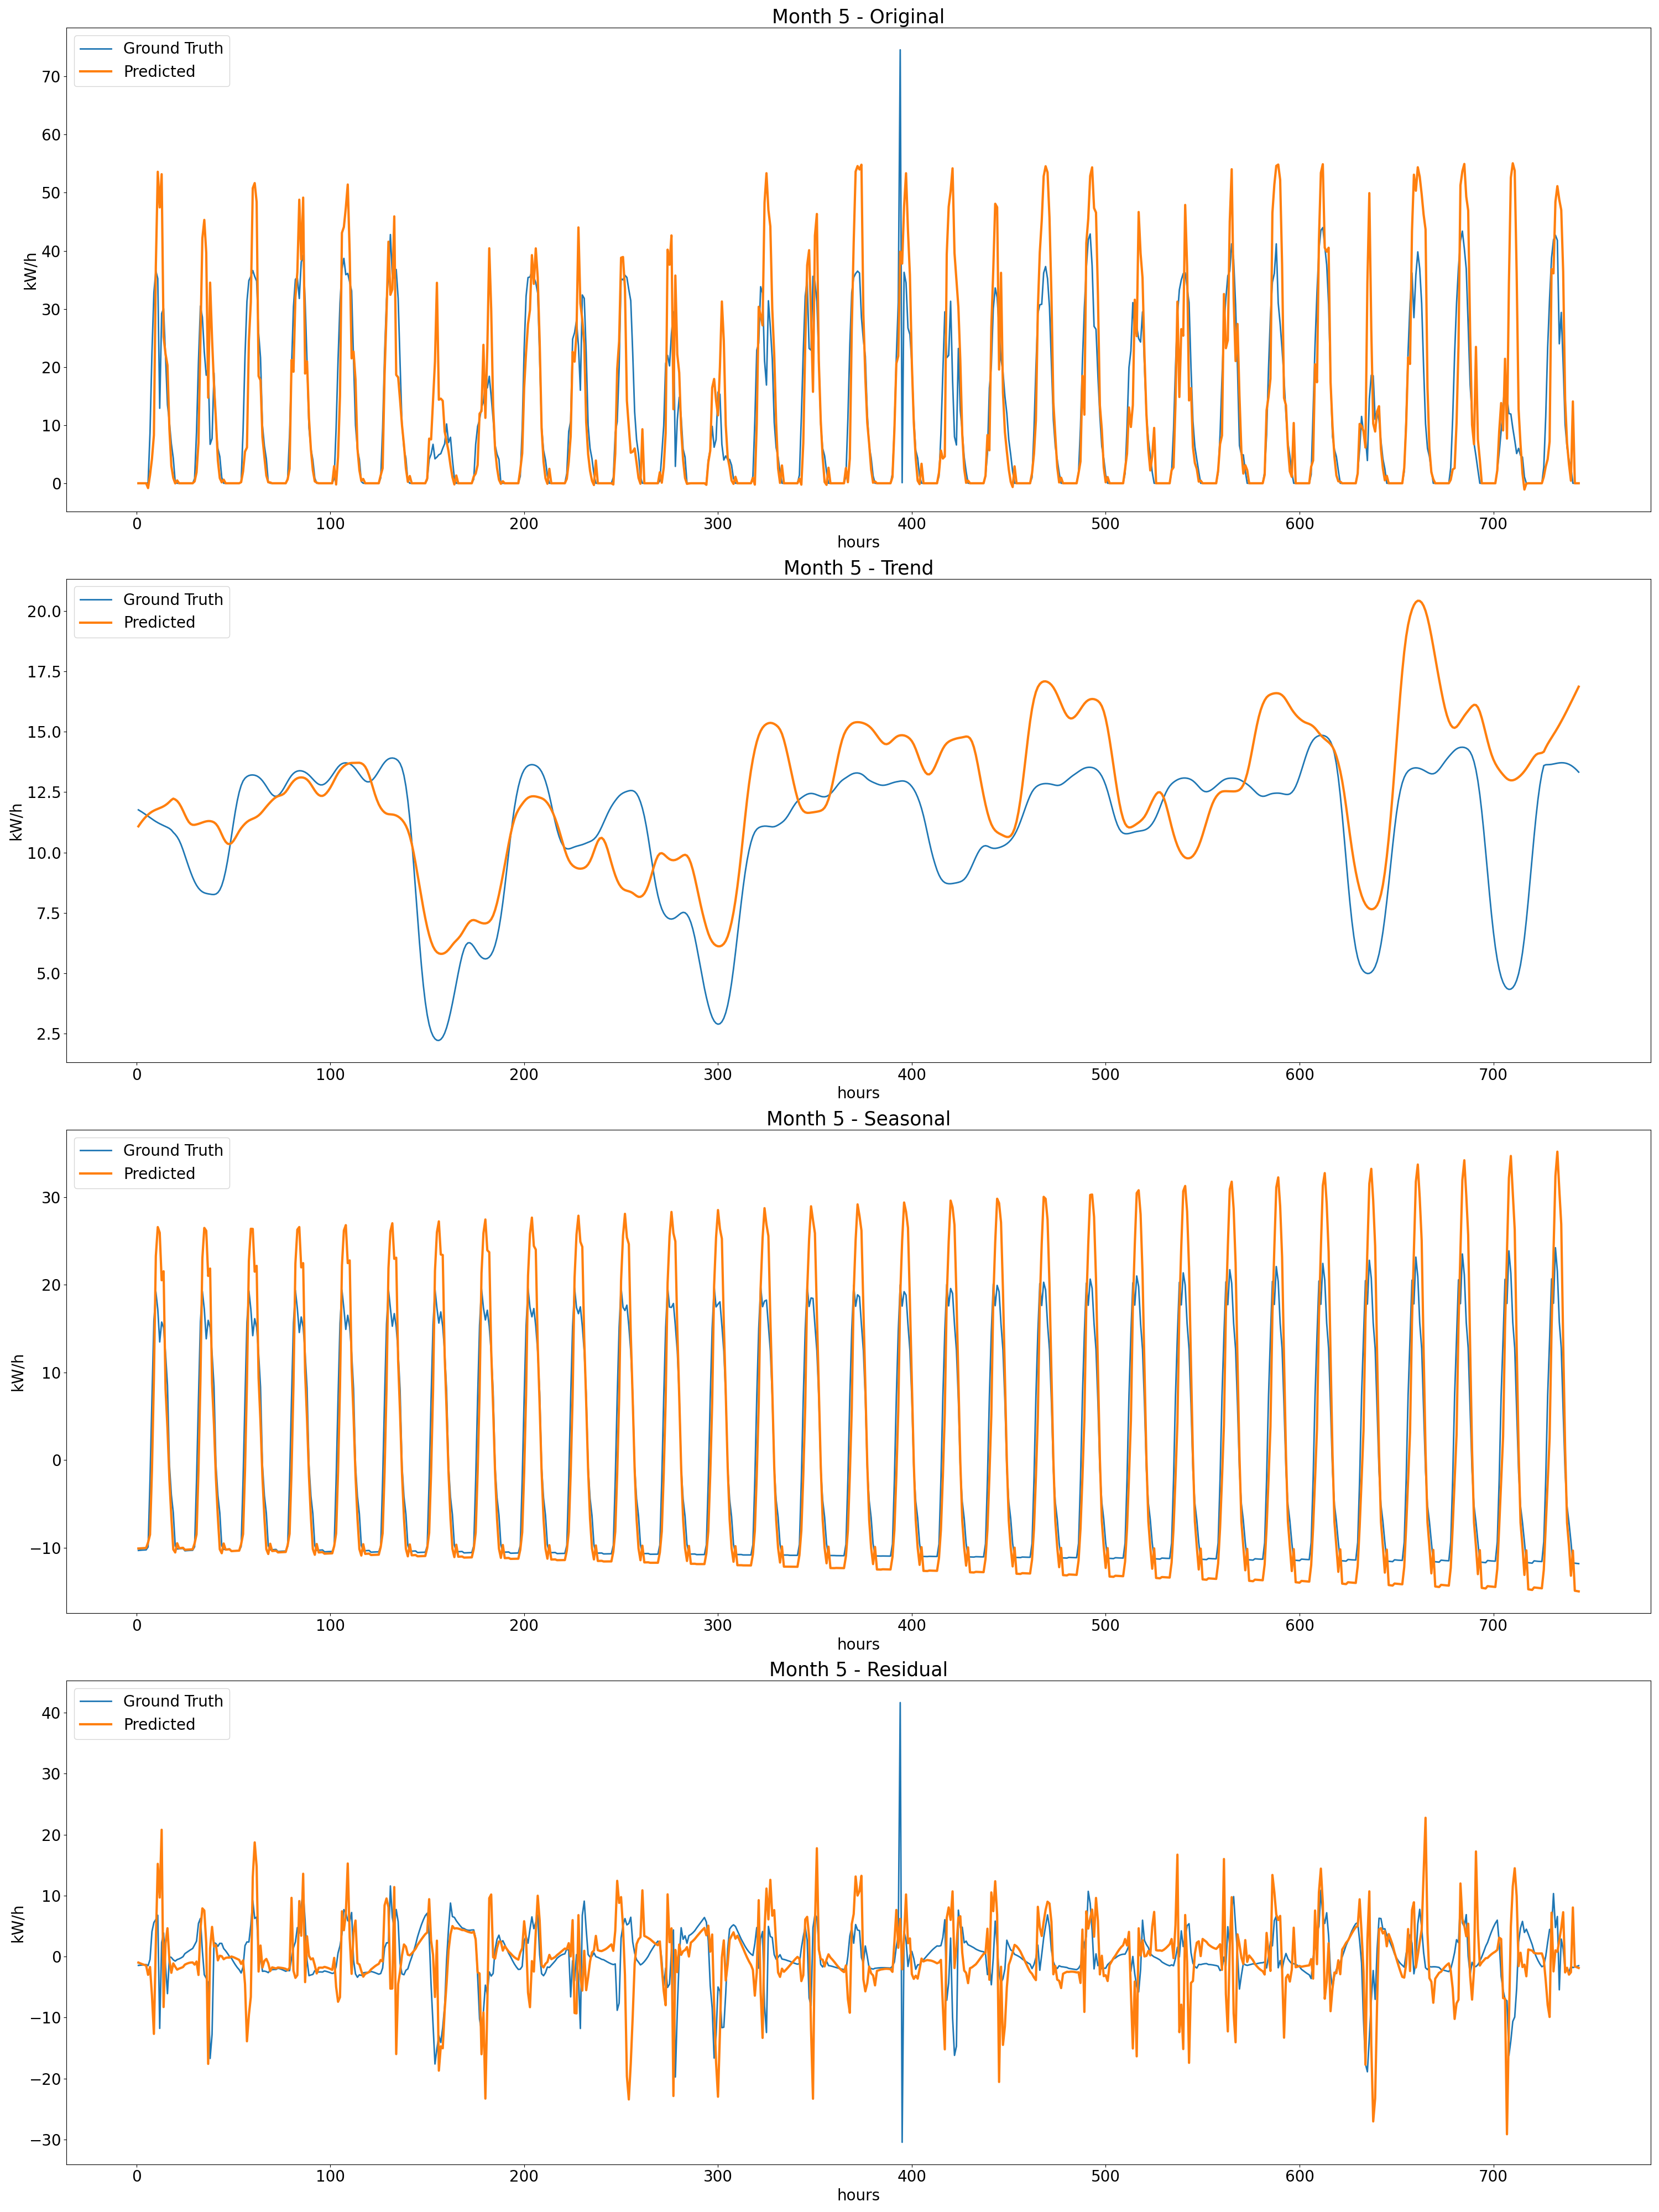 Month 5 - Original
Ground Truth
Predicted
kW/h
70
60
50
40
30
20
10
0
0 100 200 300 400 500 600 700
hours
Month 5 - Trend
Ground Truth
Predicted
kW/h
20.0
17.5
15.0
12.5
10.0
7.5
5.0
2.5
0 100 200 300 400 500 600 700
hours
Month 5 - Seasonal
Ground Truth
Predicted
kW/h
30
20
10
0
−10
0 100 200 300 400 500 600 700
hours
Month 5 - Residual
Ground Truth
Predicted
kW/h
40
30
20
10
0
−10
−20
−30
0 100 200 300 400 500 600 700
hours